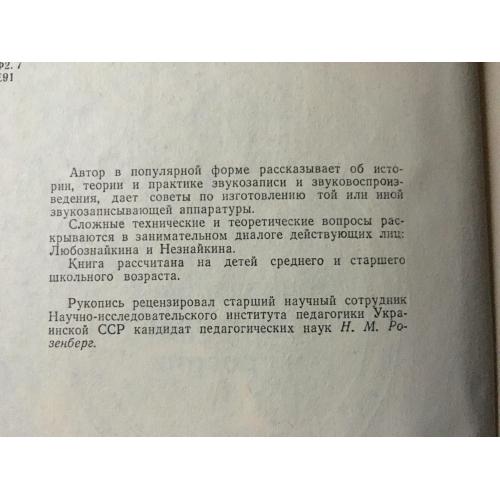 Ф2.7
Е91
Автор в популярной форме рассказывает об исто-
рии, теории и практике звукозаписи и звуковоспроиз-
ведения, дает советы по изготовлению той или иной
звукозаписывающей аппаратуры.
Сложные технические и теоретические вопросы рас-
крываются в занимательном диалоге действующих лиц:
Любознайкина и Незнайкина.
Книга рассчитана на детей среднего и старшего
школьного возраста.
Рукопись рецензировал старший научный сотрудник
Научно-исследовательского института педагогики Укра-
инской ССР кандидат педагогических наук Н. М. Ро-
зенберг.